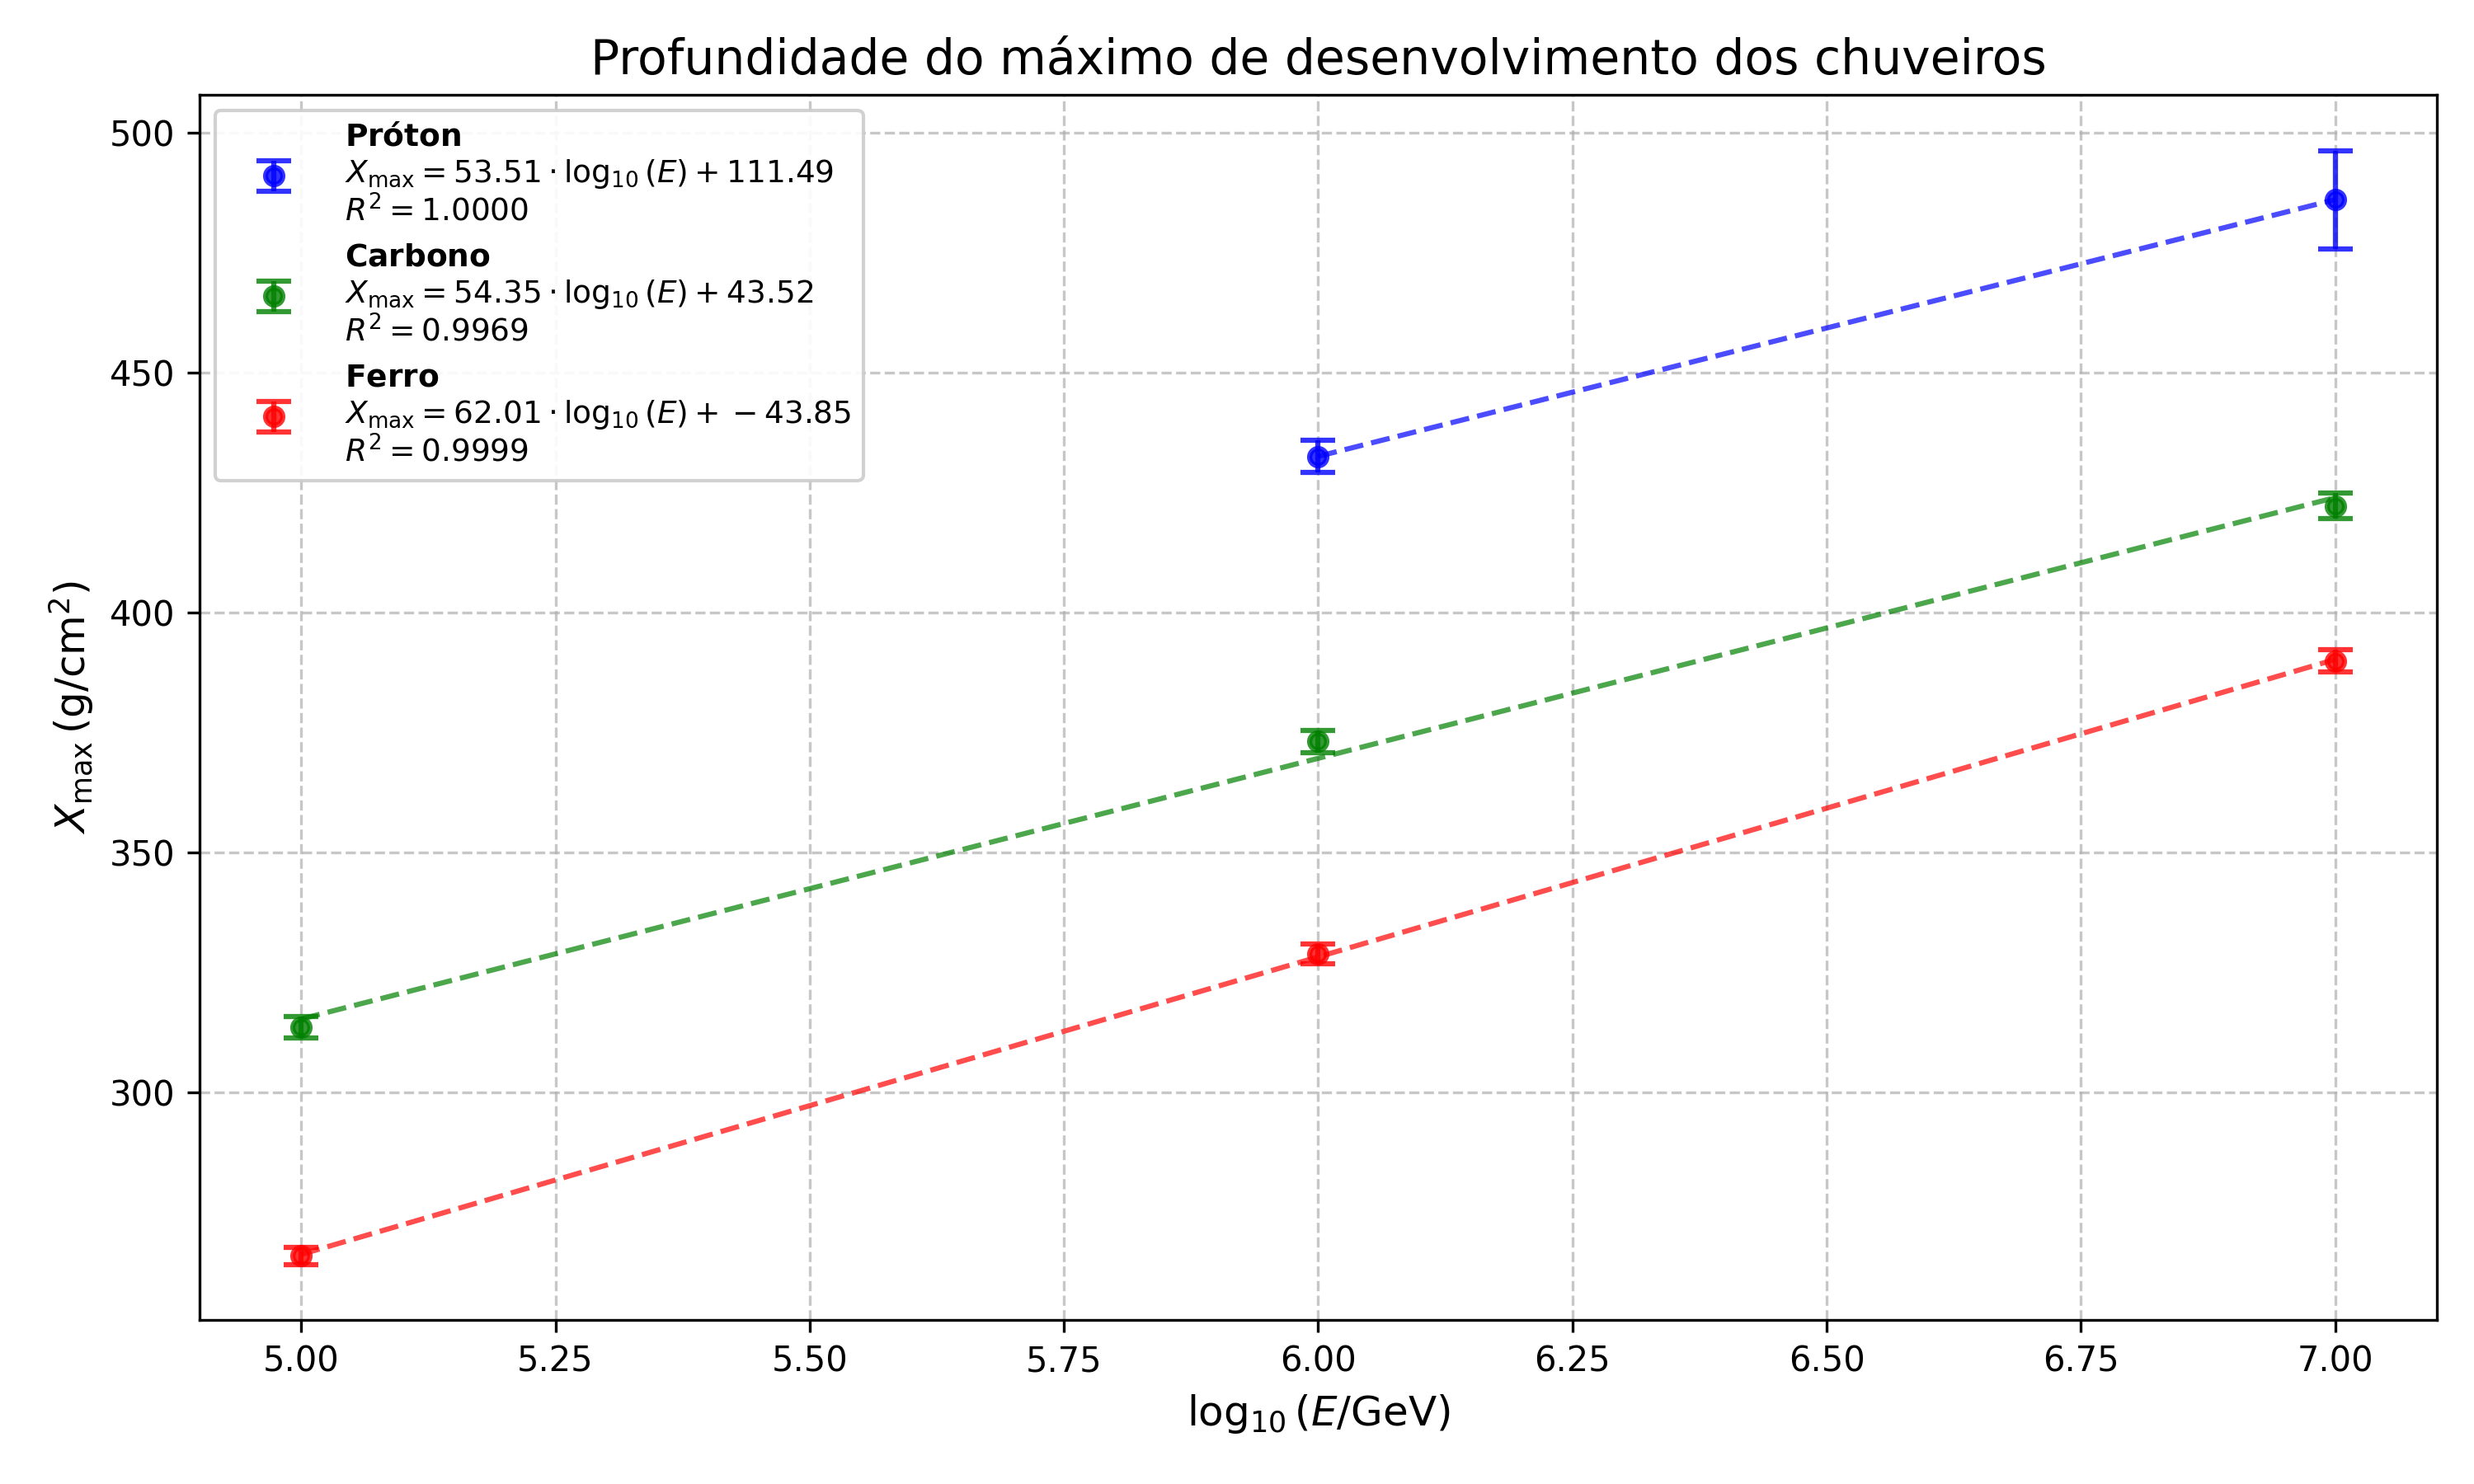 Profundidade do máximo de desenvolvimento dos chuveiros
Próton
X_max = 53.51 · log₁₀ (E) + 111.49
R² = 1.0000
Carbono
X_max = 54.35 · log₁₀ (E) + 43.52
R² = 0.9969
Ferro
X_max = 62.01 · log₁₀ (E) + −43.85
R² = 0.9999
X_max (g/cm²)
500
450
400
350
300
5.00 5.25 5.50 5.75 6.00 6.25 6.50 6.75 7.00
log₁₀ (E/GeV)